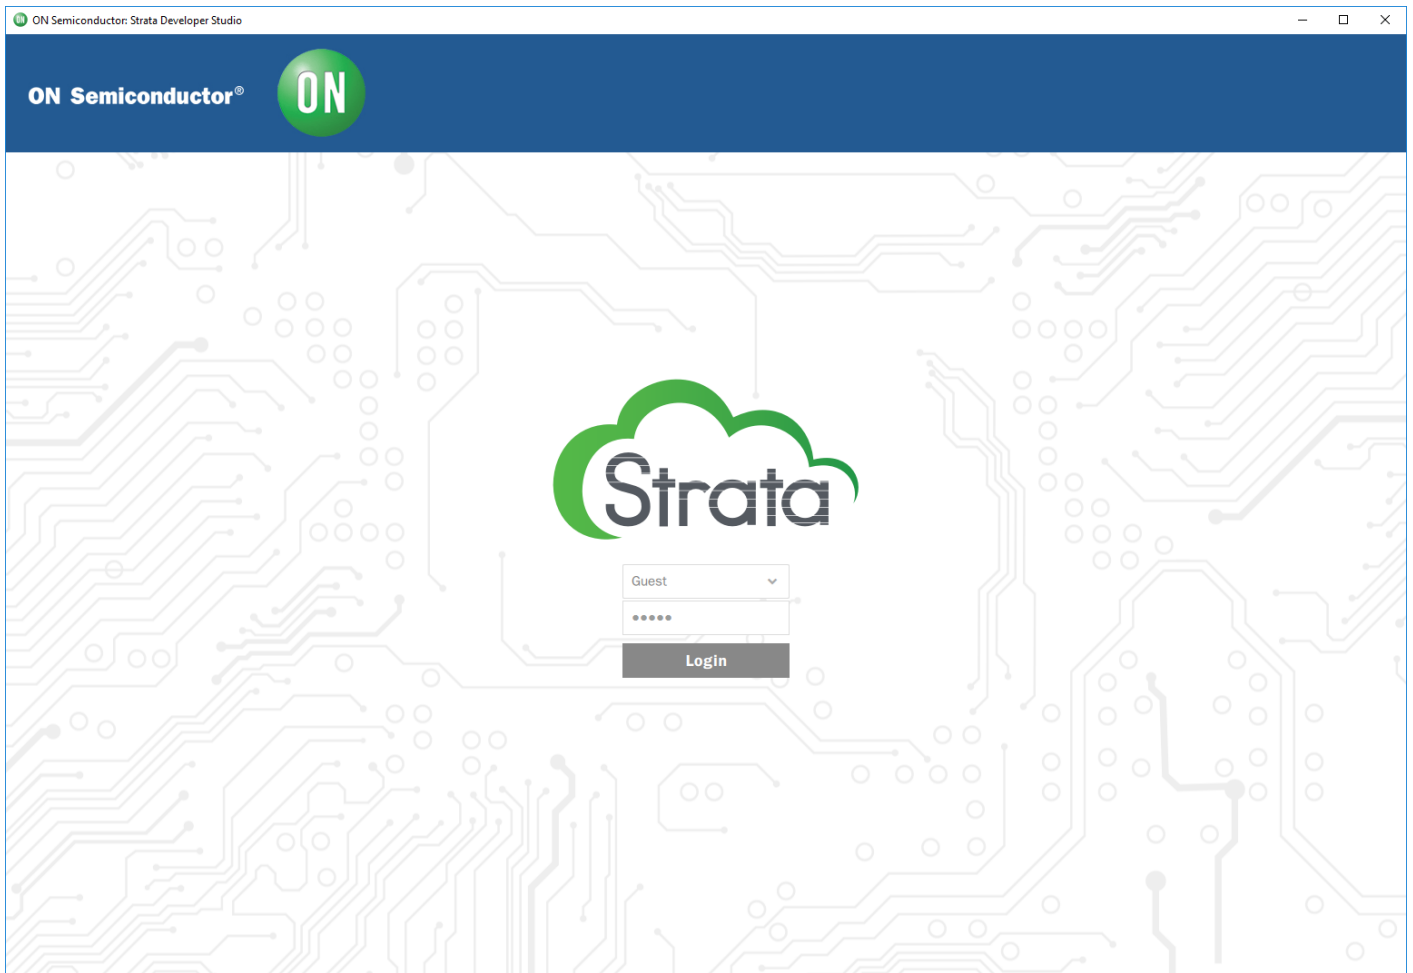 ON Semiconductor: Strata Developer Studio
ON Semiconductor®
ON
Strata
Guest
•••••
Login